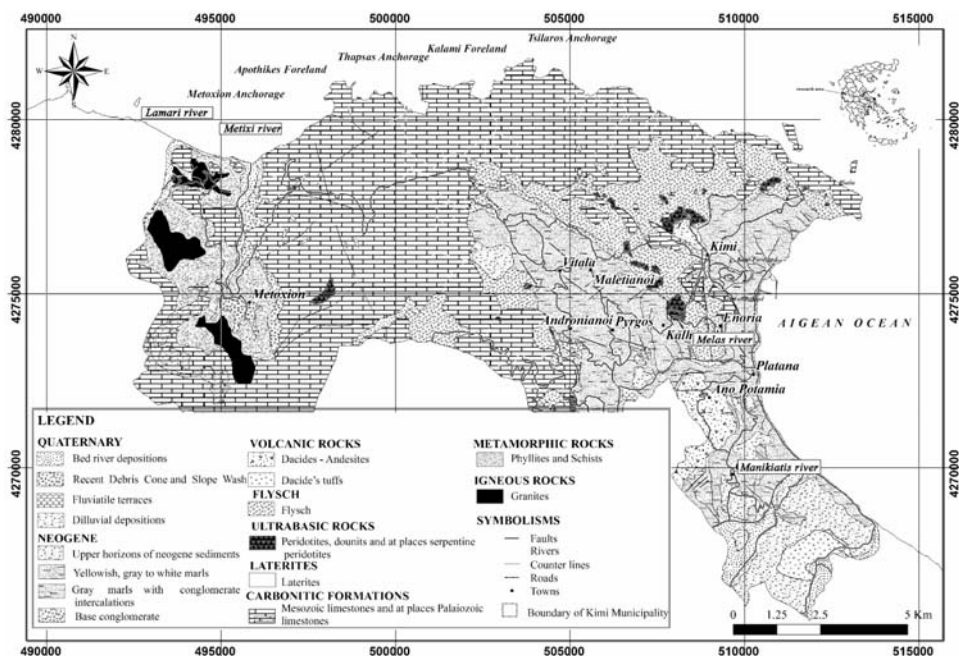 490000 495000 500000 505000 510000 515000
Tsilaros Anchorage
Kalami Foreland
Thapsas Anchorage
Apothikes Foreland
Metoxion Anchorage
N
W E
S
Lamari river
Metixi river
research area
4280000 4280000
Kimi
Vitala
Maletianoi
Metoxion
4275000 4275000
Andronianoi Pyrgos
Kalli
Enoria
Melas river
AIGEAN OCEAN
Platana
Ano Potamia
Manikiatis river
4270000 4270000
LEGEND
QUATERNARY
Bed river depositions
Recent Debris Cone and Slope Wash
Fluviatile terraces
Dilluvial depositions
NEOGENE
Upper horizons of neogene sediments
Yellowish, gray to white marls
Gray marls with conglomerate
intercalations
Base conglomerate
VOLCANIC ROCKS
Dacides - Andesites
Dacide's tuffs
FLYSCH
Flysch
ULTRABASIC ROCKS
Peridotites, dounits and at places serpentine
peridotites
LATERITES
Laterites
CARBONITIC FORMATIONS
Mesozoic limestones and at places Palaiozoic
limestones
METAMORPHIC ROCKS
Phyllites and Schists
IGNEOUS ROCKS
Granites
SYMBOLISMS
Faults
Rivers
Counter lines
Roads
Towns
Boundary of Kimi Municipality
0 1.25 2.5 5 Km
490000 495000 500000 505000 510000 515000